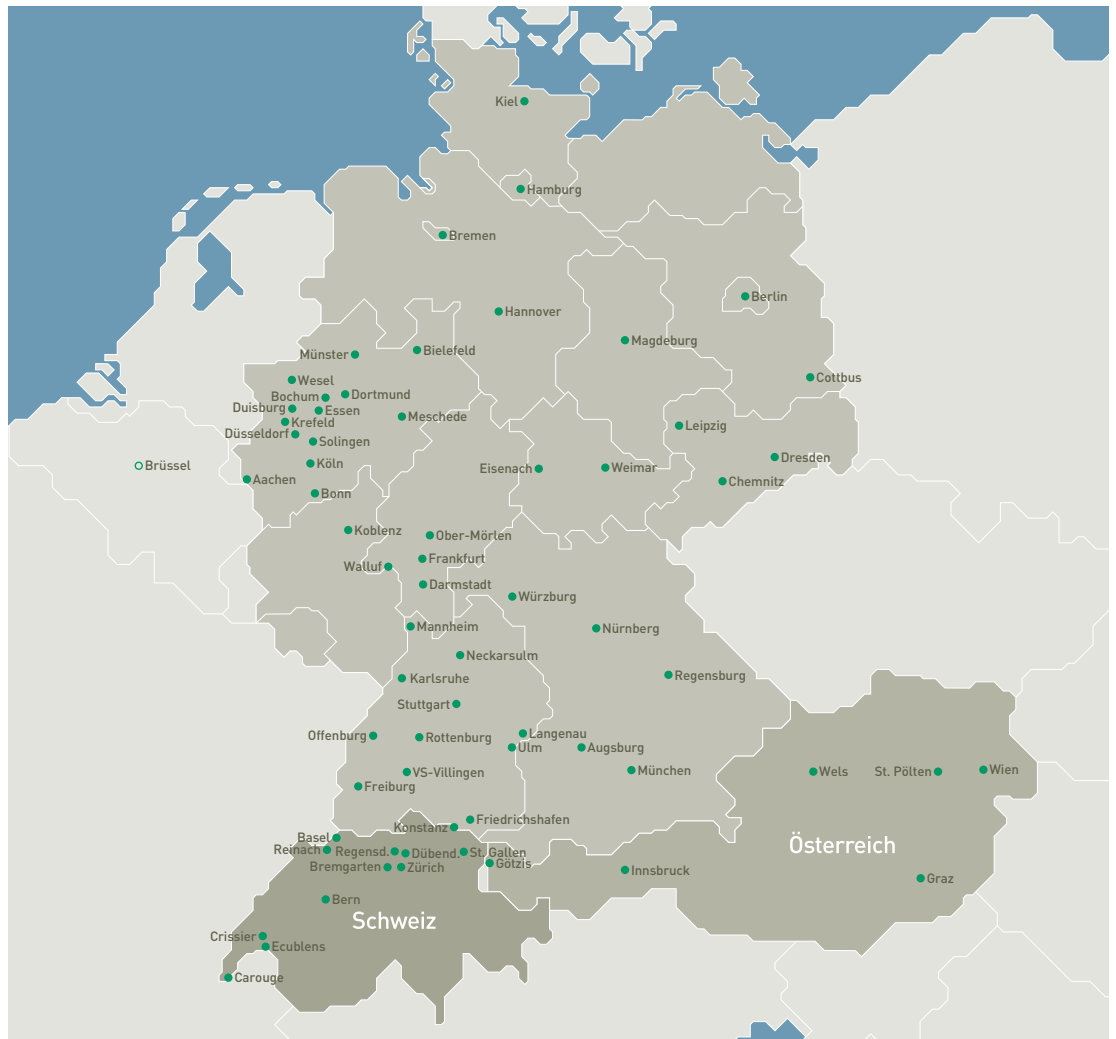 Kiel
Hamburg
Bremen
Berlin
Hannover
Magdeburg
Bielefeld
Münster
Cottbus
Wesel
Dortmund
Bochum
Duisburg
Essen
Meschede
Krefeld
Leipzig
Düsseldorf
Solingen
Dresden
Köln
Brüssel
Eisenach
Weimar
Aachen
Chemnitz
Bonn
Koblenz
Ober-Mörlen
Frankfurt
Walluf
Darmstadt
Würzburg
Mannheim
Nürnberg
Neckarsulm
Regensburg
Karlsruhe
Stuttgart
Langenau
Offenburg
Rottenburg
Ulm
Augsburg
München
VS-Villingen
Wels
St. Pölten
Wien
Freiburg
Friedrichshafen
Konstanz
Basel
Österreich
Reinach
Regensd.
Dübend.
St. Gallen
Götzis
Bremgarten
Zürich
Innsbruck
Graz
Bern
Schweiz
Crissier
Ecublens
Carouge